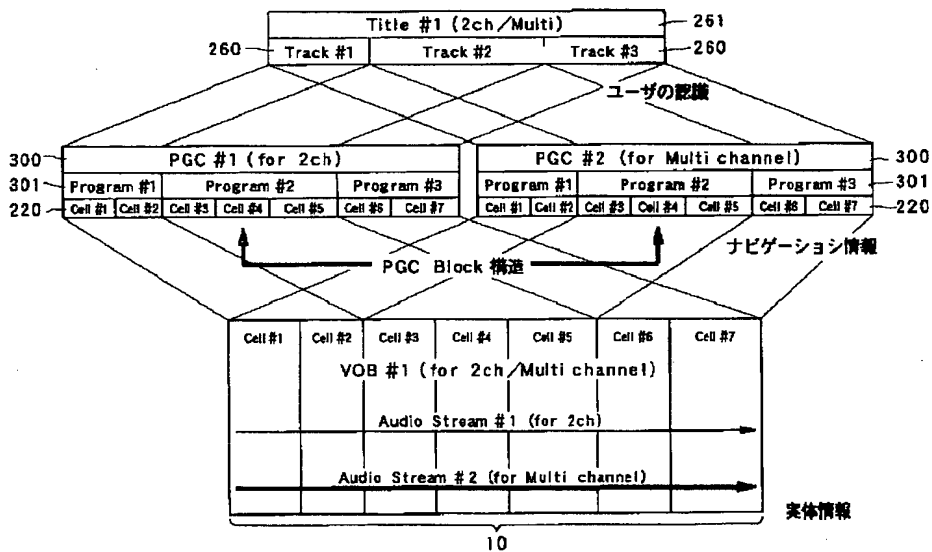 Title #1 (2ch/Multi) 261
260 Track #1 Track #2 Track #3 260
ユーザの認識
300 PGC #1 (for 2ch) PGC #2 (for Multi channel) 300
301 Program #1 Program #2 Program #3 Program #1 Program #2 Program #3 301
220 Cell #1 Cell #2 Cell #3 Cell #4 Cell #5 Cell #6 Cell #7 Cell #1 Cell #2 Cell #3 Cell #4 Cell #5 Cell #6 Cell #7 220
ナビゲーション情報
PGC Block 構造
Cell #1 Cell #2 Cell #3 Cell #4 Cell #5 Cell #6 Cell #7
VOB #1 (for 2ch/Multi channel)
Audio Stream #1 (for 2ch)
Audio Stream #2 (for Multi channel)
実体情報
10